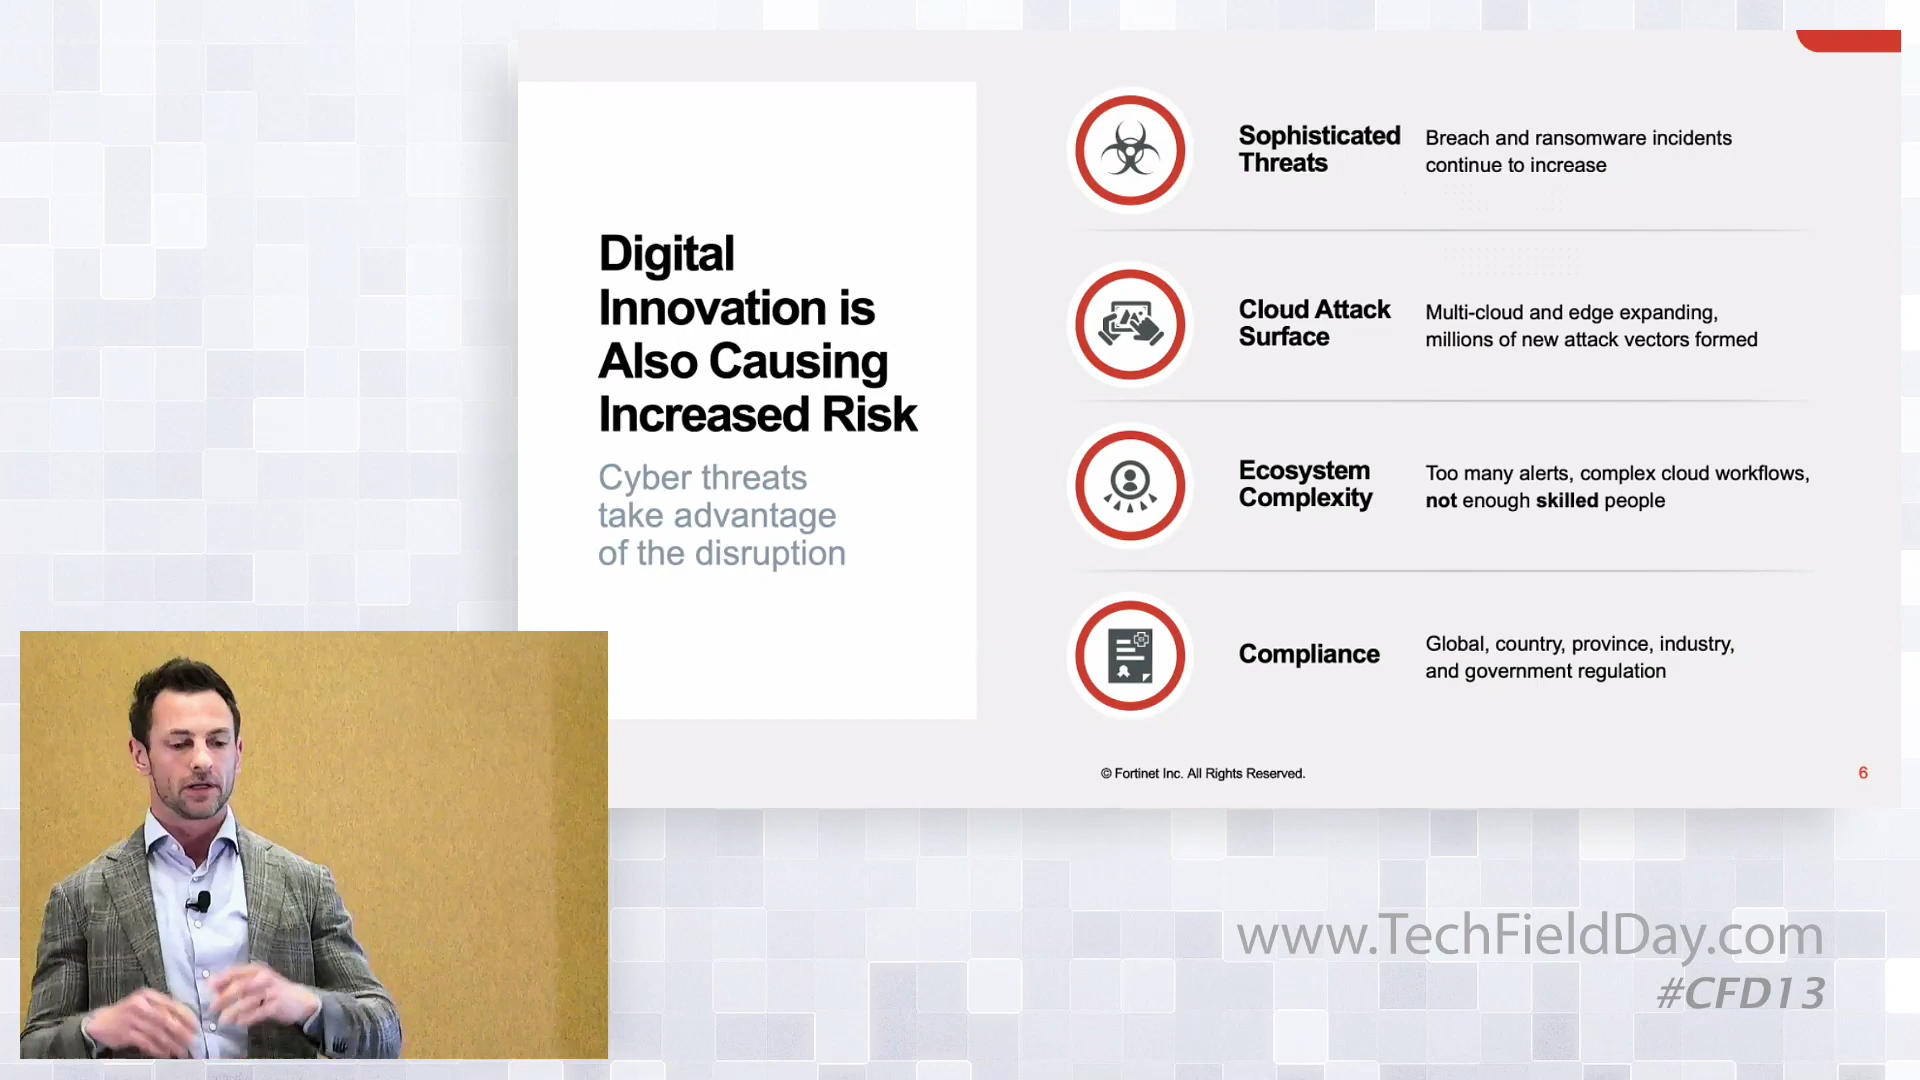 Digital
Innovation is
Also Causing
Increased Risk
Cyber threats
take advantage
of the disruption
Sophisticated
Threats
Breach and ransomware incidents
continue to increase
Cloud Attack
Surface
Multi-cloud and edge expanding,
millions of new attack vectors formed
Ecosystem
Complexity
Too many alerts, complex cloud workflows,
not enough skilled people
Compliance
Global, country, province, industry,
and government regulation
© Fortinet Inc. All Rights Reserved.
6
www.TechFieldDay.com
#CFD13